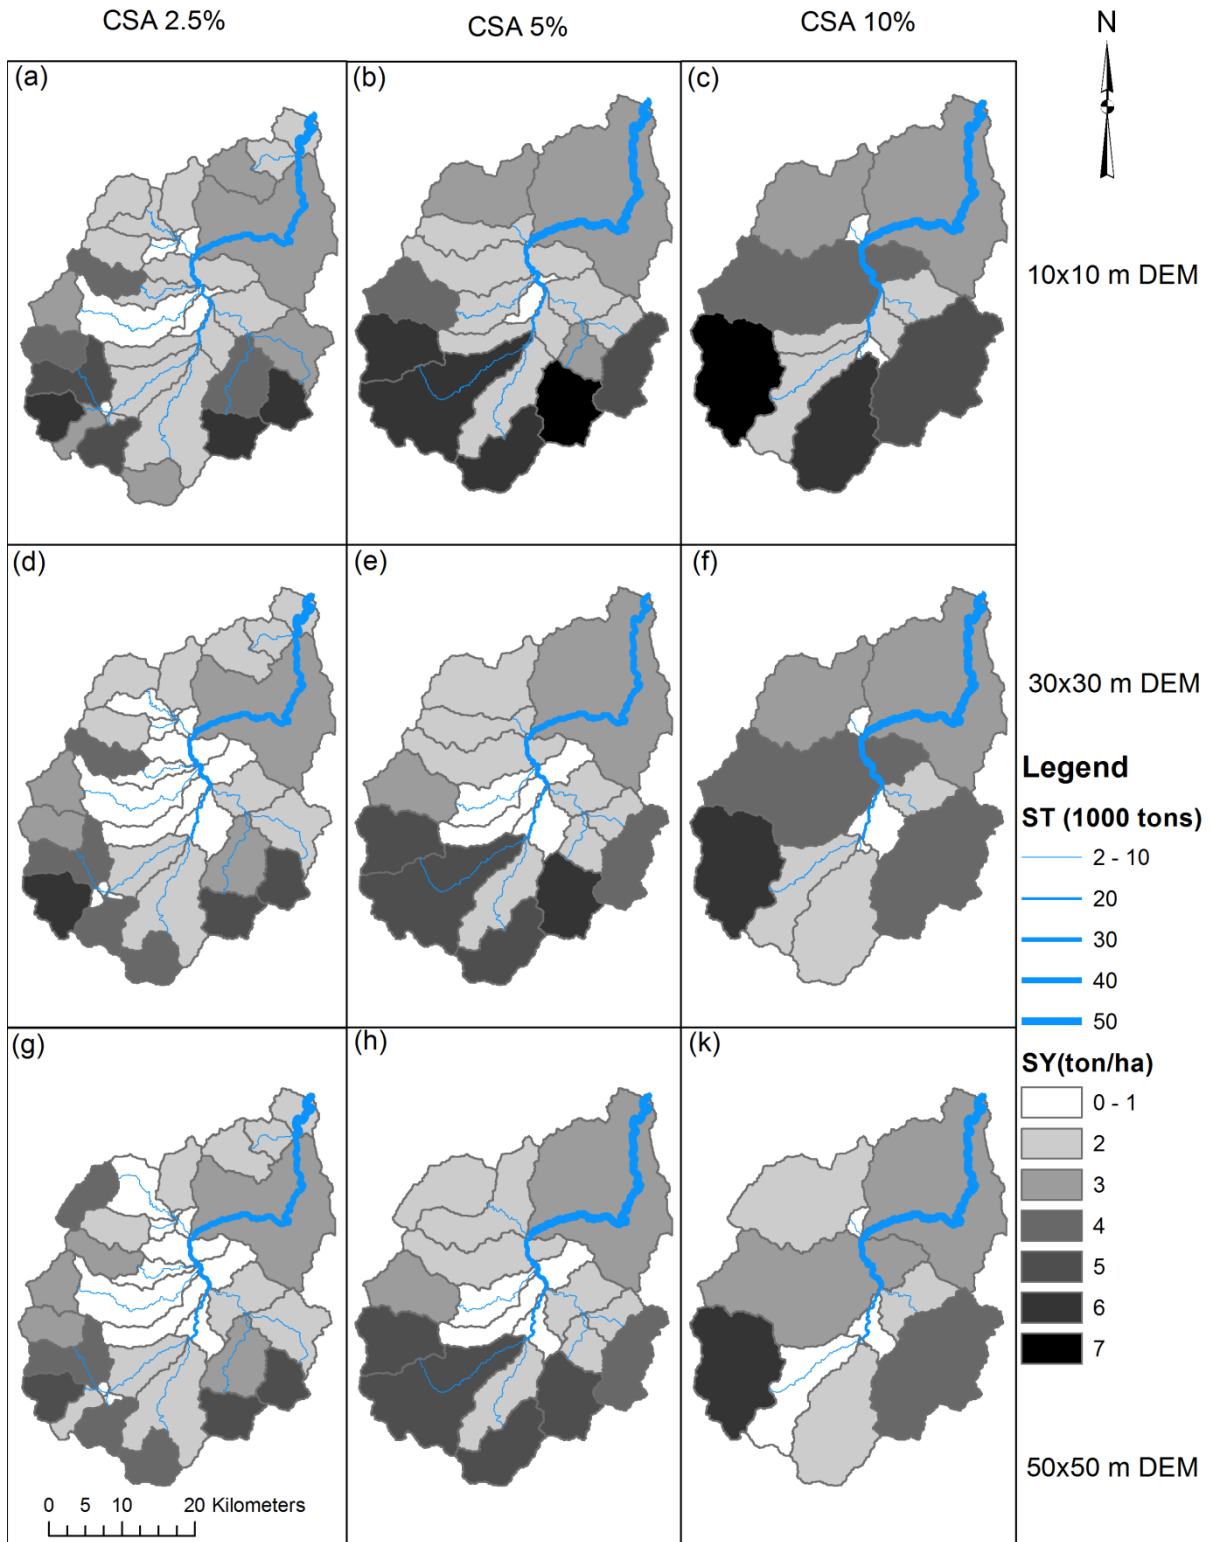 CSA 2.5%
CSA 5%
CSA 10%
N
(a)
(b)
(c)
10x10 m DEM
(d)
(e)
(f)
30x30 m DEM
Legend
ST (1000 tons)
2 - 10
20
30
40
50
(g)
(h)
(k)
SY(ton/ha)
0 - 1
2
3
4
5
6
7
50x50 m DEM
0 5 10 20 Kilometers